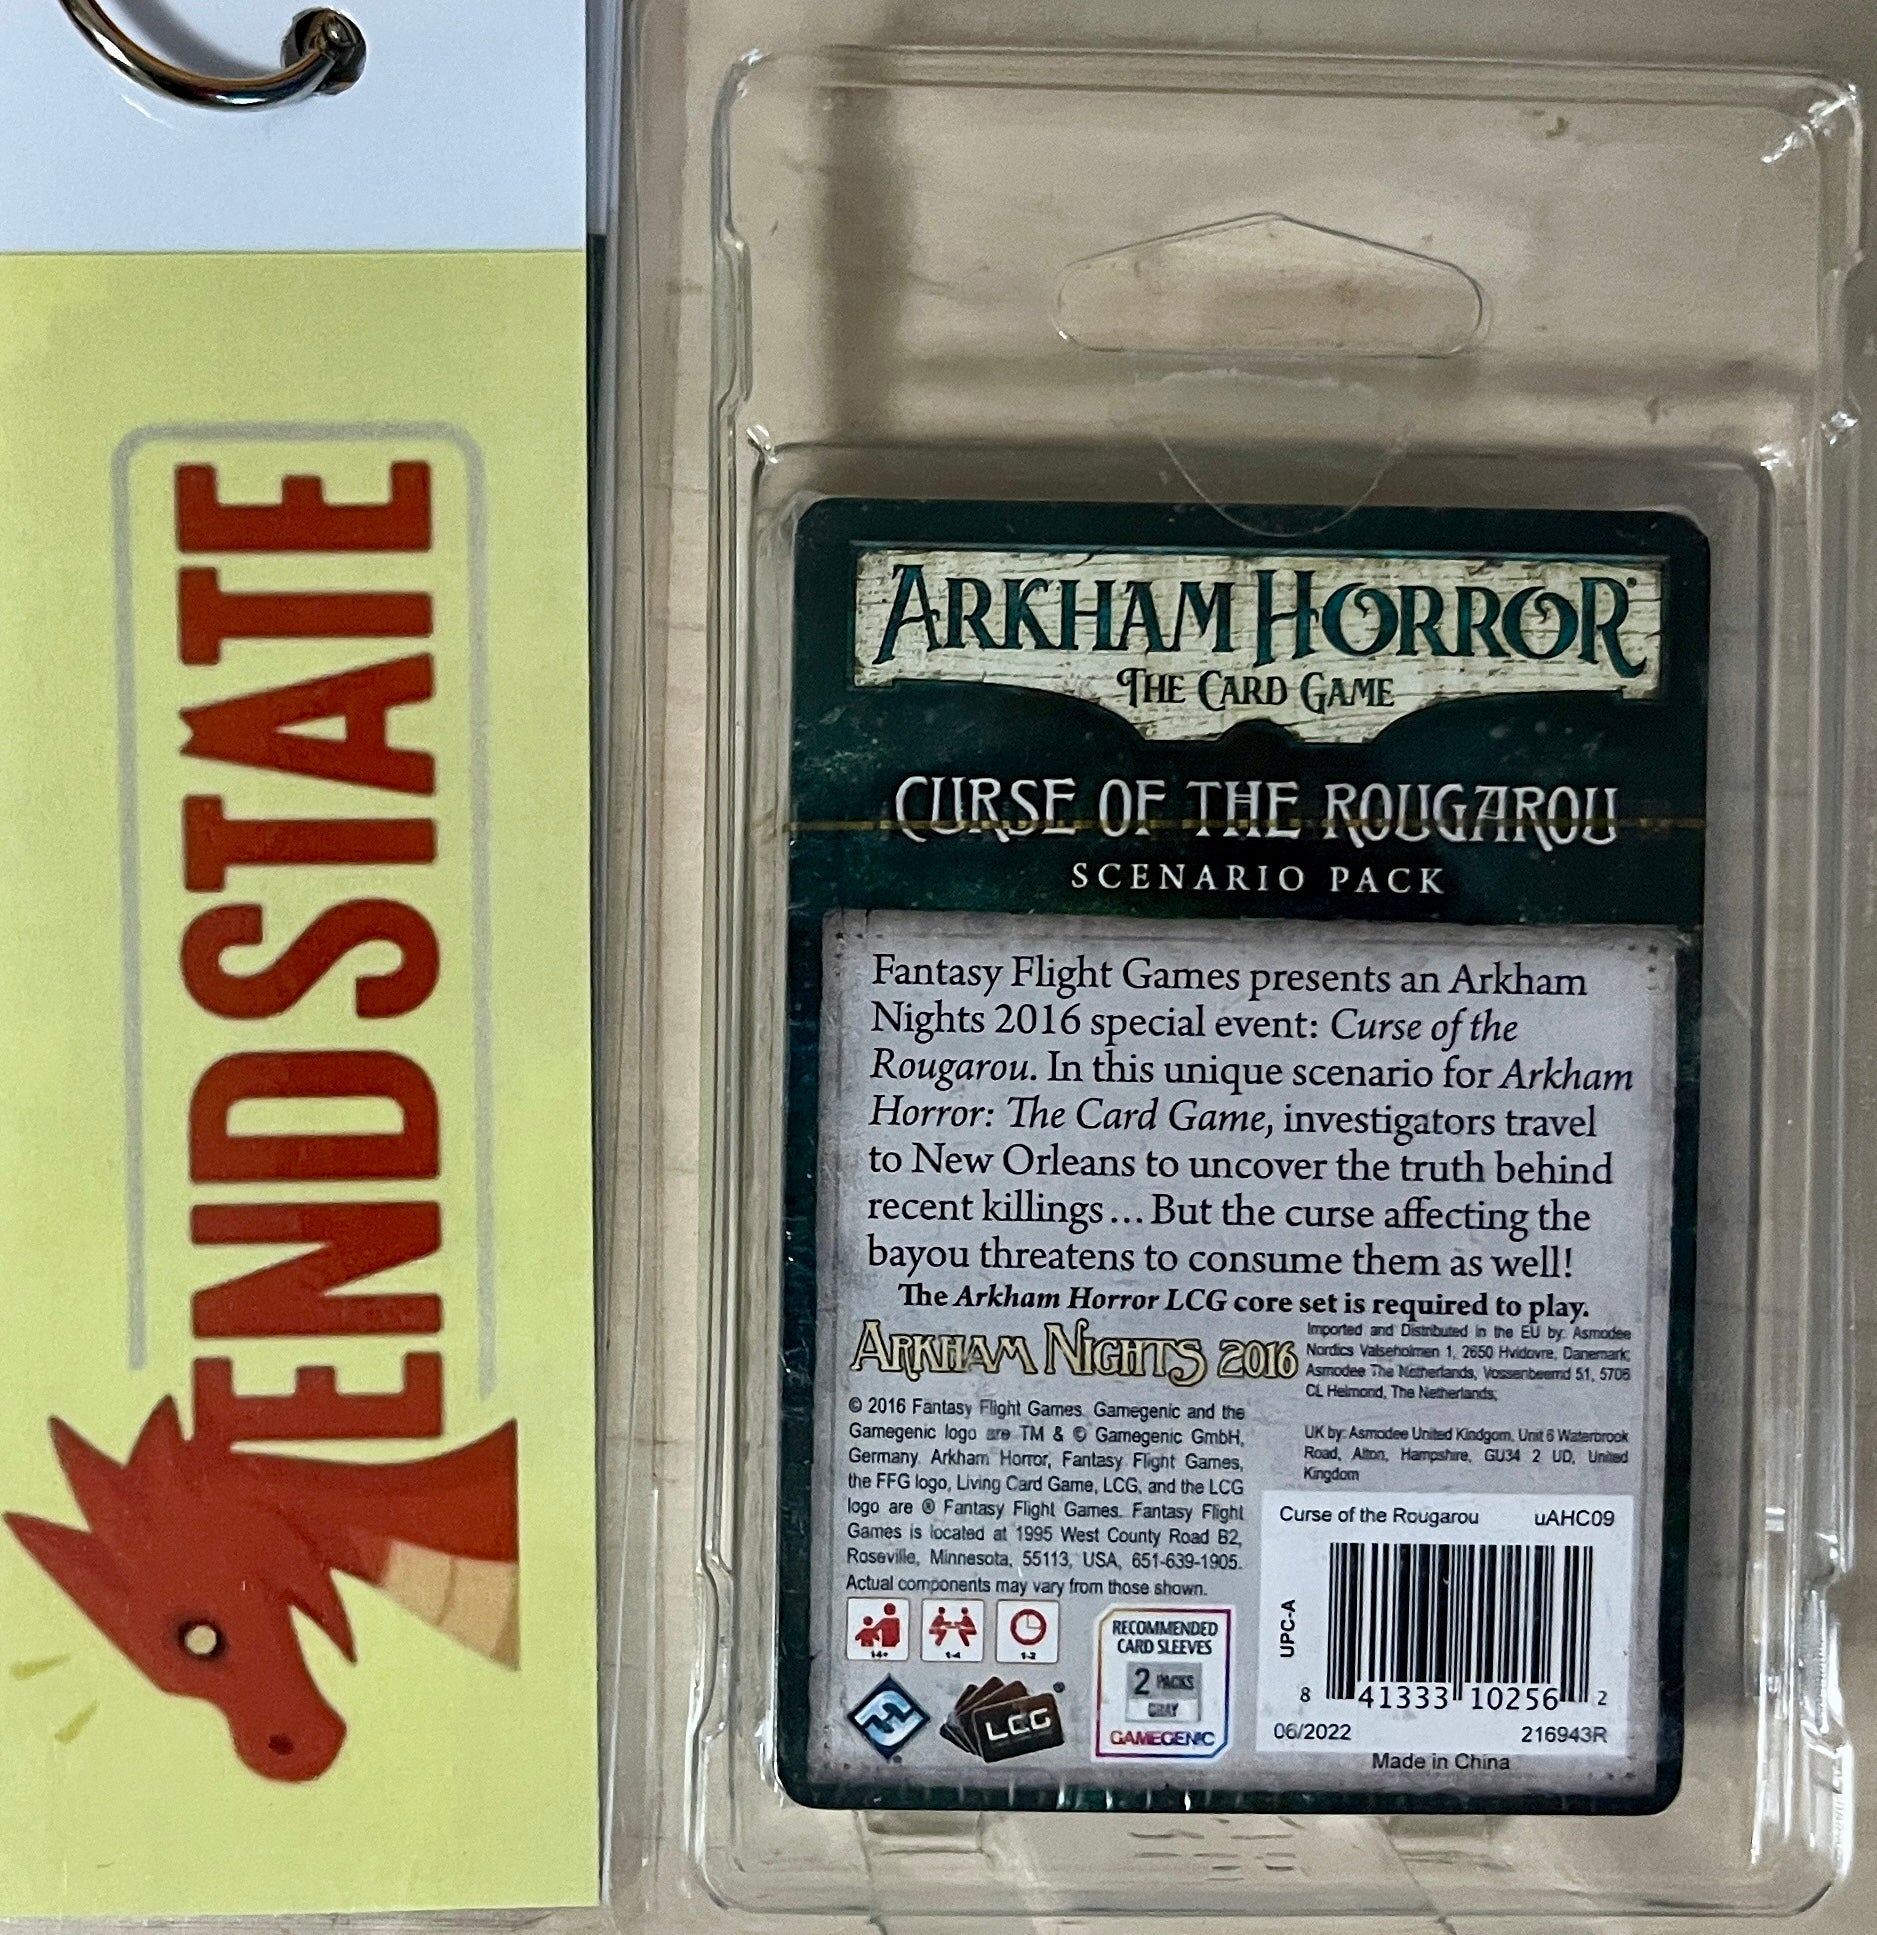 ENDSTATE
ARKHAM HORROR
THE CARD GAME
CURSE OF THE ROUGAROU
SCENARIO PACK
Fantasy Flight Games presents an Arkham
Nights 2016 special event: Curse of the
Rougarou. In this unique scenario for Arkham
Horror: The Card Game, investigators travel
to New Orleans to uncover the truth behind
recent killings... But the curse affecting the
bayou threatens to consume them as well!
The Arkham Horror LCG core set is required to play.
ARKHAM NIGHTS 2016
Imported and Distributed in the EU by: Asmodee
Nordics Valseholmen 1, 2650 Hvidovre, Danemark;
Asmodee The Netherlands, Vossenbeemd 51, 5705
CL Helmond, The Netherlands;
UK by: Asmodee United Kindgom, Unit 6 Waterbrook
Road, Alton, Hampshire, GU34 2 UD, United
Kingdom
© 2016 Fantasy Flight Games. Gamegenic and the
Gamegenic logo are TM & © Gamegenic GmbH,
Germany. Arkham Horror, Fantasy Flight Games,
the FFG logo, Living Card Game, LCG, and the LCG
logo are ® Fantasy Flight Games. Fantasy Flight
Games is located at 1995 West County Road B2,
Roseville, Minnesota, 55113, USA, 651-639-1905.
Actual components may vary from those shown.
14+
1-4
1-2
LCG
RECOMMENDED
CARD SLEEVES
2 PACKS
GRAY
GAMEGENIC
Curse of the Rougarou uAHC09
UPC-A
8 41333 10256 2
06/2022 216943R
Made in China